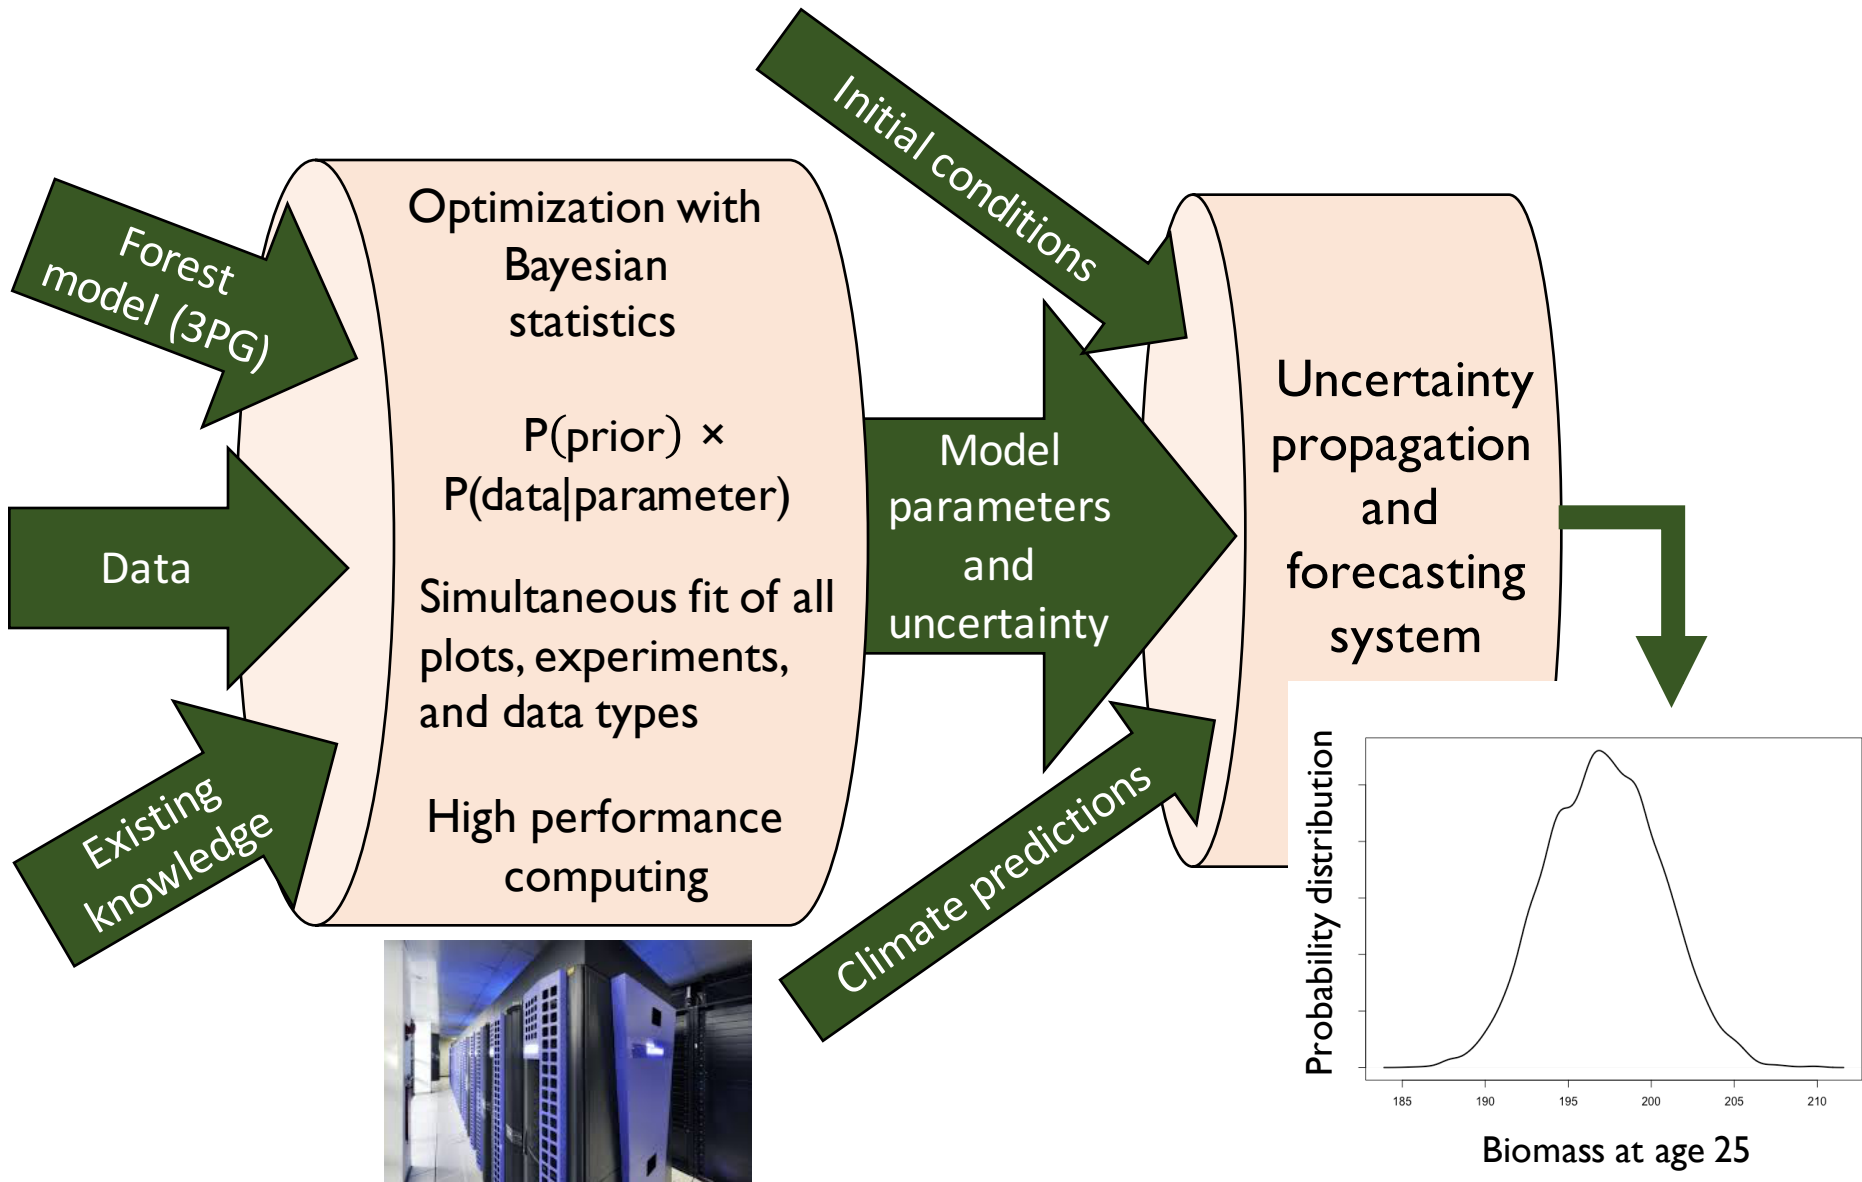 Forest
model (3PG)
Data
Existing
knowledge
Optimization with
Bayesian
statistics
P(prior) ×
P(data|parameter)
Simultaneous fit of all
plots, experiments,
and data types
High performance
computing
Initial conditions
Model
parameters
and
uncertainty
Climate predictions
Uncertainty
propagation
and
forecasting
system
Probability distribution
185 190 195 200 205 210
Biomass at age 25